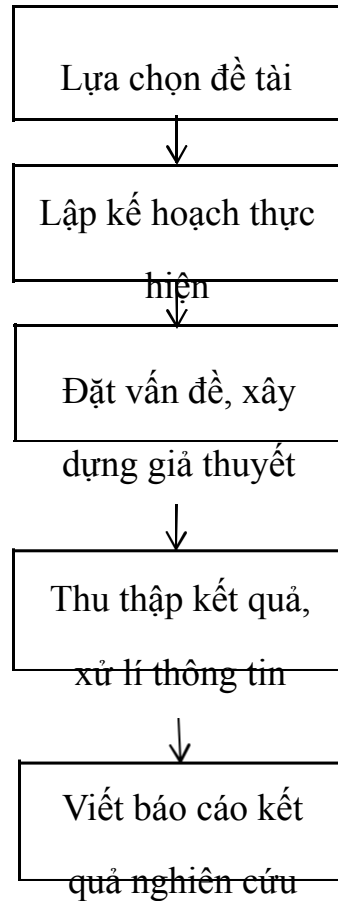 Lựa chọn đề tài
Lập kế hoạch thực
hiện
Đặt vấn đề, xây
dựng giả thuyết
Thu thập kết quả,
xử lí thông tin
Viết báo cáo kết
quả nghiên cứu